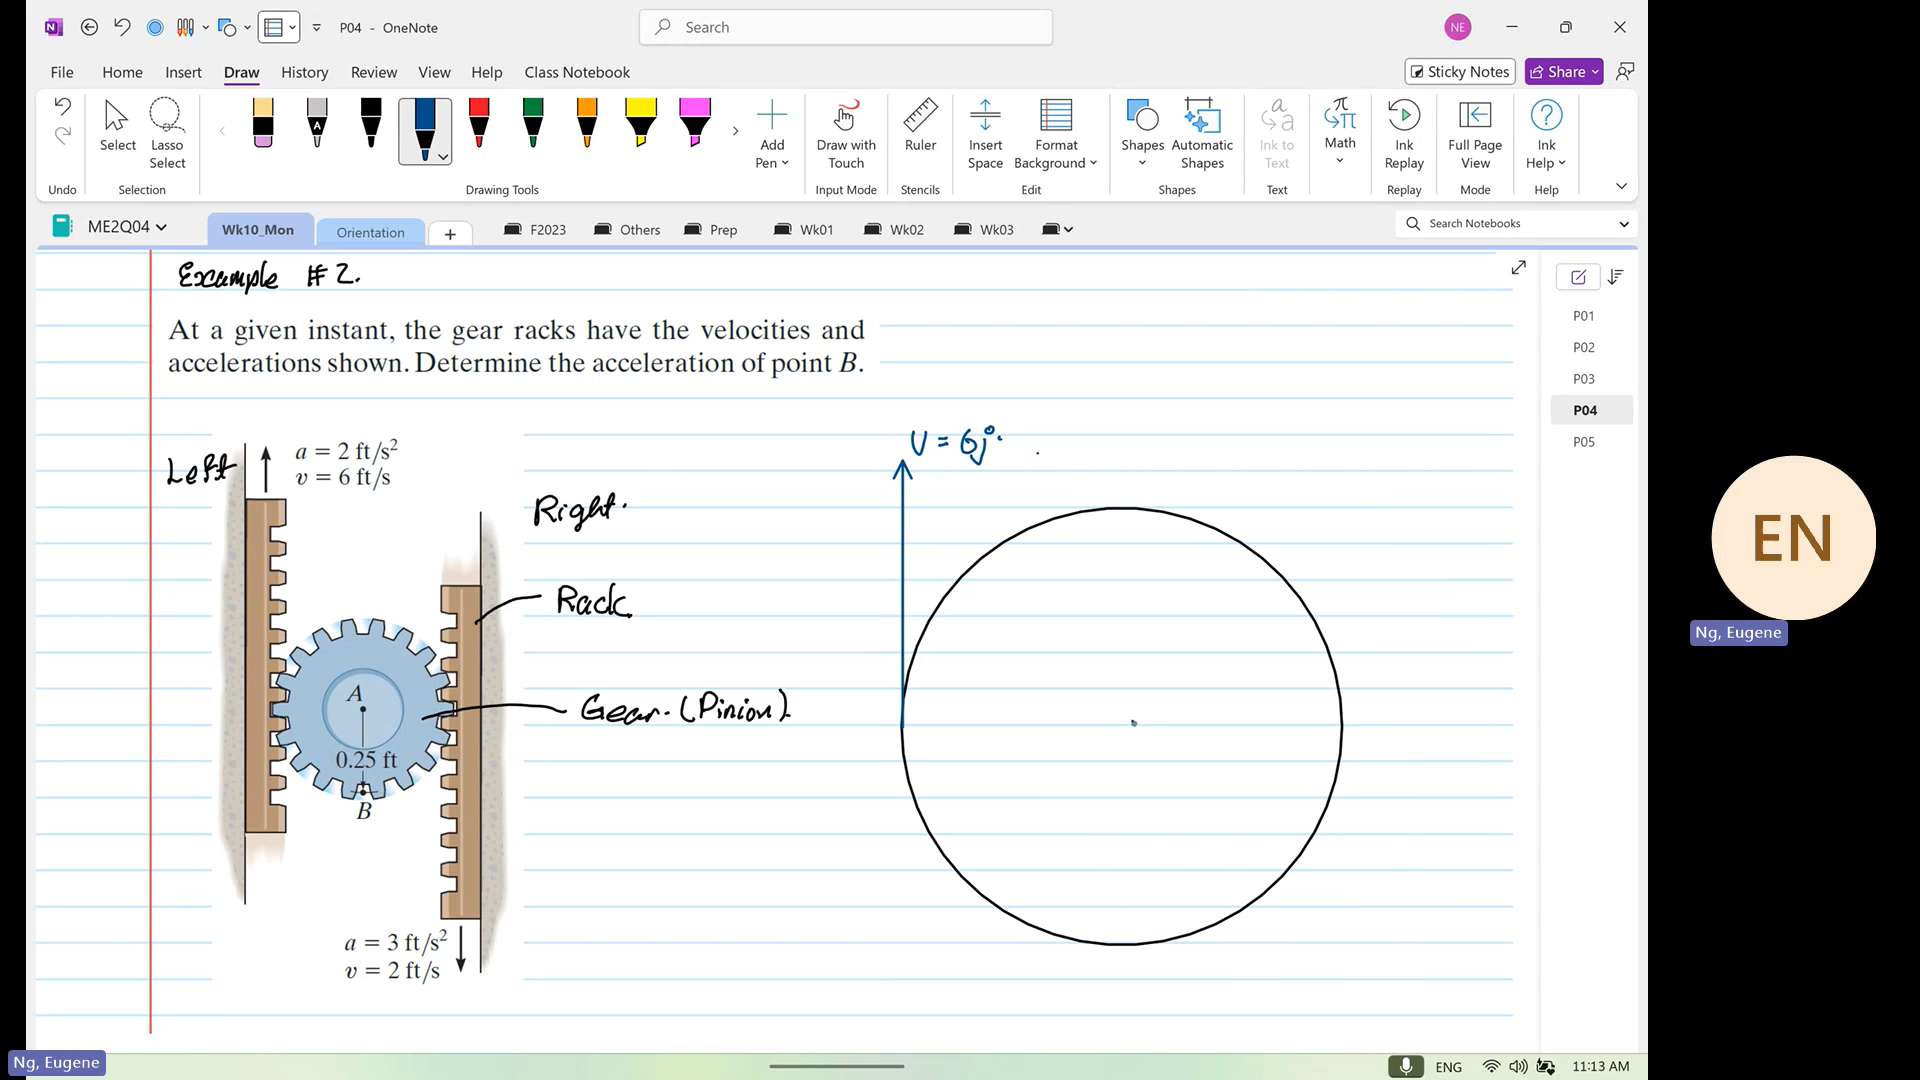 P04 - OneNote
Search
NE
File Home Insert Draw History Review View Help Class Notebook
Sticky Notes
Share
Select
Lasso Select
Add Pen
Draw with Touch
Ruler
Insert Space
Format Background
Shapes
Automatic Shapes
Ink to Text
Math
Ink Replay
Full Page View
Ink Help
Undo
Selection
Drawing Tools
Input Mode
Stencils
Edit
Shapes
Text
Replay
Mode
Help
ME2Q04
Wk10_Mon
Orientation
+
F2023
Others
Prep
Wk01
Wk02
Wk03
Search Notebooks
P01
P02
P03
P04
P05
Example #2.
At a given instant, the gear racks have the velocities and
accelerations shown. Determine the acceleration of point B.
Left
a = 2 ft/s²
v = 6 ft/s
Right.
Rack
Gear. (Pinion).
A
0.25 ft
B
a = 3 ft/s²
v = 2 ft/s
V = 6j
EN
Ng, Eugene
Ng, Eugene
ENG
11:13 AM